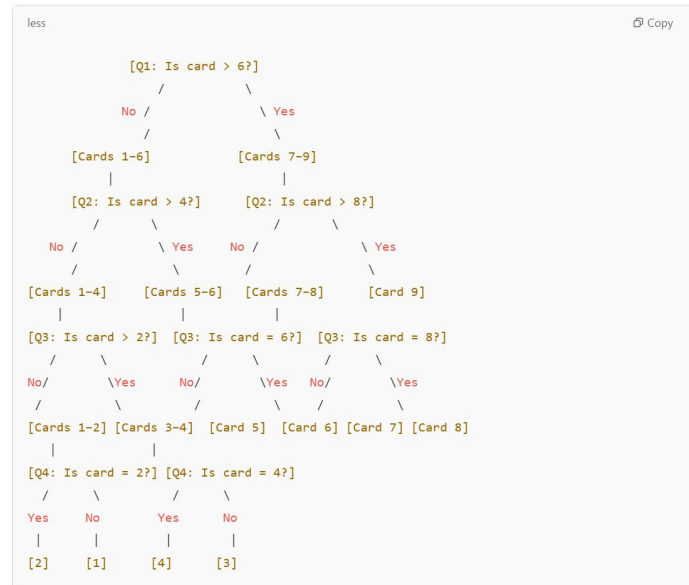 less Copy
[Q1: Is card > 6?]
/ \
No / \ Yes
/ \
[Cards 1–6] [Cards 7–9]
| |
[Q2: Is card > 4?] [Q2: Is card > 8?]
/ \ / \
No / \ Yes No / \ Yes
/ \ / \
[Cards 1–4] [Cards 5–6] [Cards 7–8] [Card 9]
| | |
[Q3: Is card > 2?] [Q3: Is card = 6?] [Q3: Is card = 8?]
/ \ / \ / \
No/ \Yes No/ \Yes No/ \Yes
/ \ / \ / \
[Cards 1–2] [Cards 3–4] [Card 5] [Card 6] [Card 7] [Card 8]
| |
[Q4: Is card = 2?] [Q4: Is card = 4?]
/ \ / \
Yes No Yes No
| | | |
[2] [1] [4] [3]